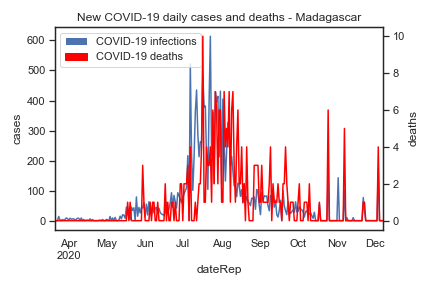 New COVID-19 daily cases and deaths - Madagascar
COVID-19 infections
COVID-19 deaths
600
500
400
300
200
100
0
cases
10
8
6
4
2
0
deaths
Apr May Jun Jul Aug Sep Oct Nov Dec
2020
dateRep